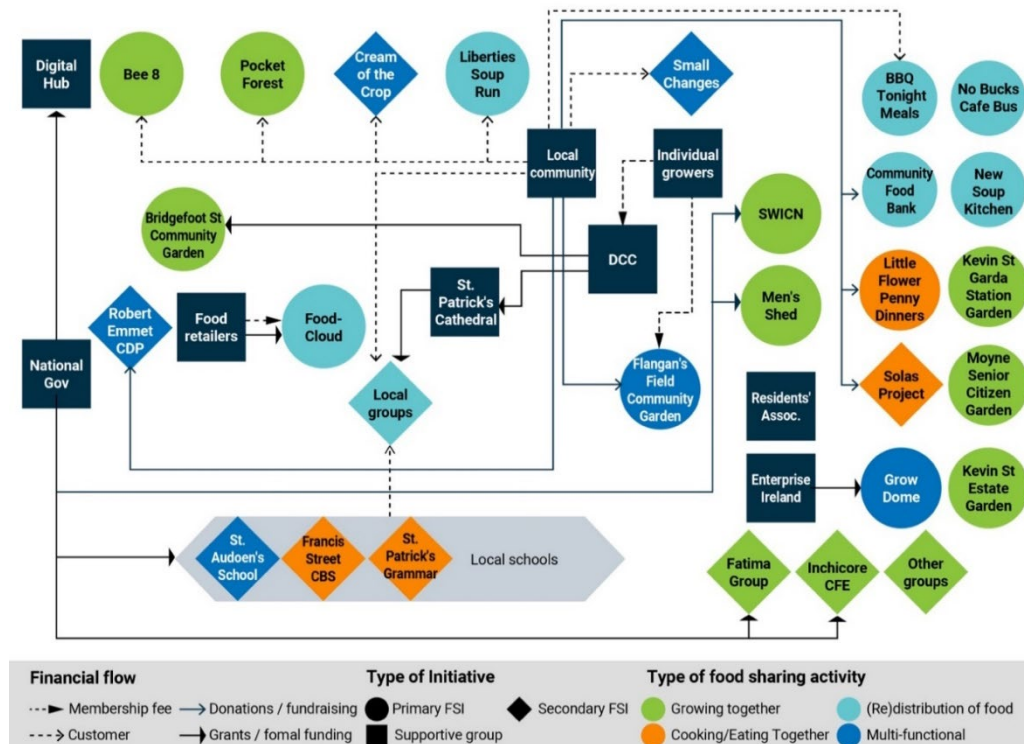 Digital
Hub
Bee 8
Pocket
Forest
Cream
of the
Crop
Liberties
Soup
Run
Small
Changes
BBQ
Tonight
Meals
No Bucks
Cafe Bus
Local
community
Individual
growers
Community
Food
Bank
New
Soup
Kitchen
Bridgefoot St
Community
Garden
SWICN
DCC
St.
Patrick's
Cathedral
Men's
Shed
Little
Flower
Penny
Dinners
Kevin St
Garda
Station
Garden
Robert
Emmet
CDP
Food
retailers
Food-
Cloud
National
Gov
Local
groups
Flangan's
Field
Community
Garden
Residents'
Assoc.
Solas
Project
Moyne
Senior
Citizen
Garden
Enterprise
Ireland
Grow
Dome
Kevin St
Estate
Garden
St.
Audoen's
School
Francis
Street
CBS
St.
Patrick's
Grammar
Local schools
Fatima
Group
Inchicore
CFE
Other
groups
Financial flow
Membership fee
Donations / fundraising
Customer
Grants / fomal funding
Type of Initiative
Primary FSI
Secondary FSI
Supportive group
Type of food sharing activity
Growing together
(Re)distribution of food
Cooking/Eating Together
Multi-functional